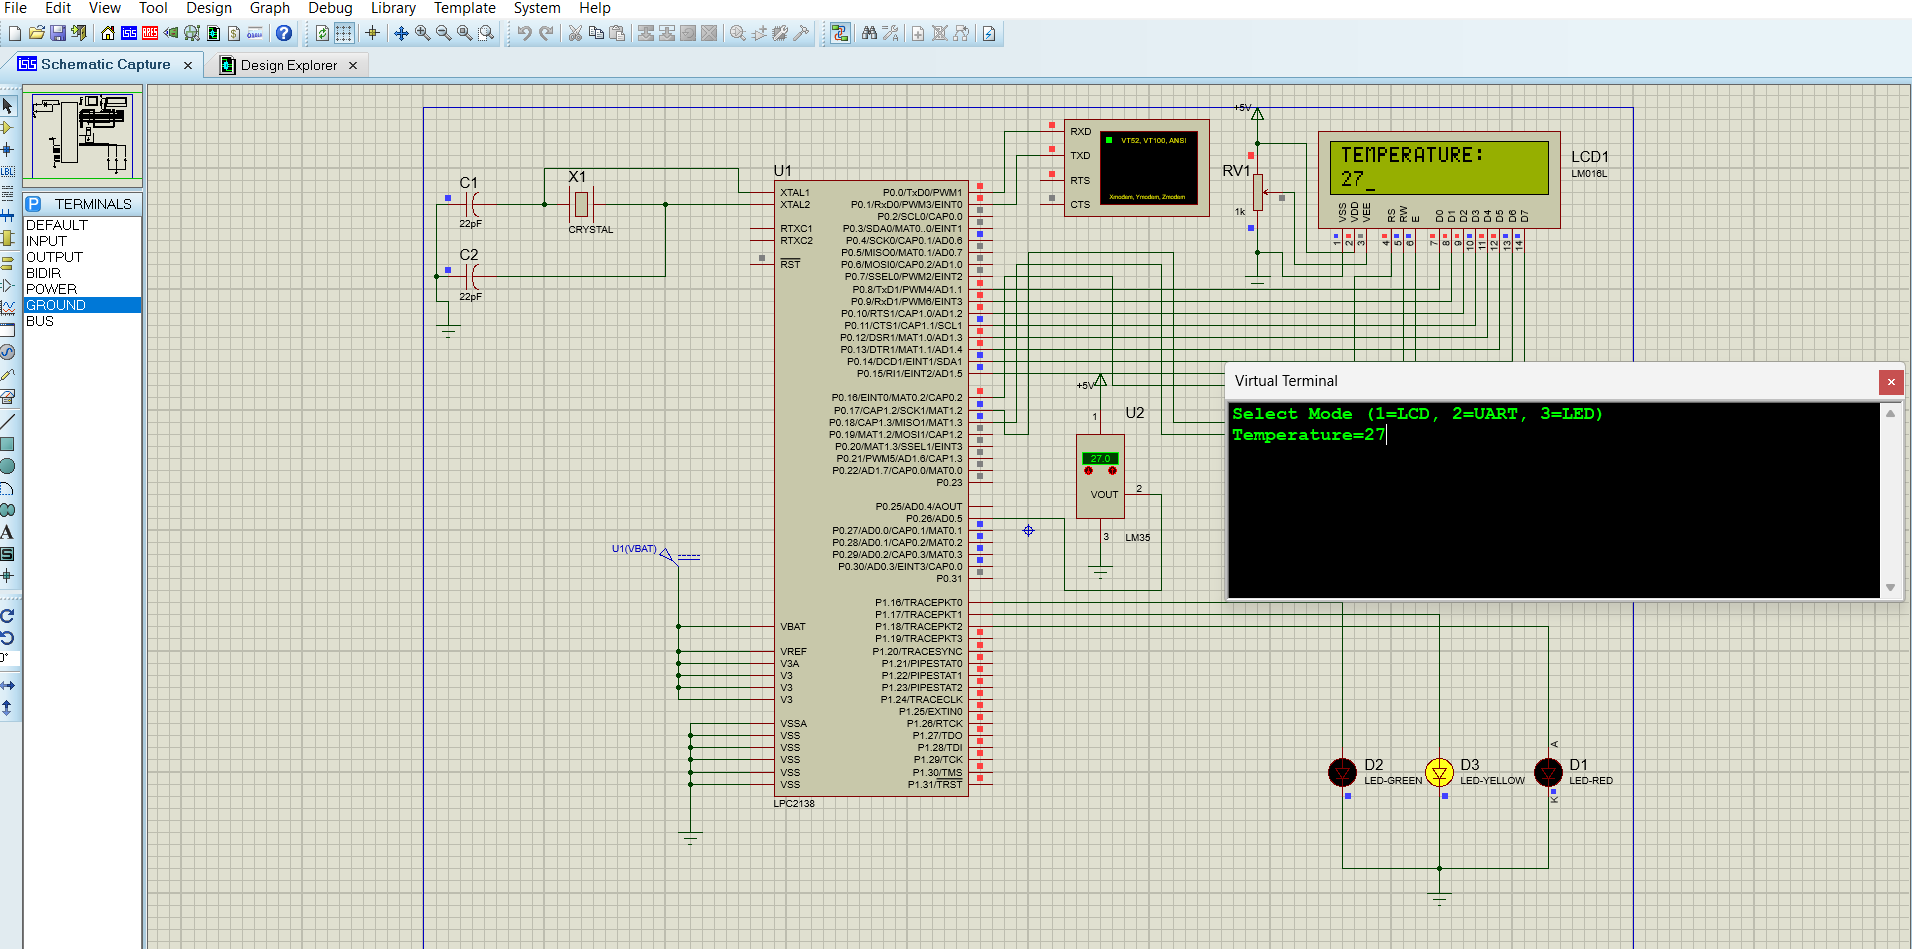 File Edit View Tool Design Graph Debug Library Template System Help
Schematic Capture × Design Explorer ×
P TERMINALS
DEFAULT
INPUT
OUTPUT
BIDIR
POWER
GROUND
BUS
C1
22pF
C2
22pF
X1
CRYSTAL
U1
XTAL1
XTAL2
RTXC1
RTXC2
RST
VBAT
VREF
V3A
V3
V3
V3
VSSA
VSS
VSS
VSS
VSS
VSS
P0.0/TxD0/PWM1
P0.1/RxD0/PWM3/EINT0
P0.2/SCL0/CAP0.0
P0.3/SDA0/MAT0..0/EINT1
P0.4/SCK0/CAP0.1/AD0.6
P0.5/MISO0/MAT0.1/AD0.7
P0.6/MOSI0/CAP0.2/AD1.0
P0.7/SSEL0/PWM2/EINT2
P0.8/TxD1/PWM4/AD1.1
P0.9/RxD1/PWM6/EINT3
P0.10/RTS1/CAP1.0/AD1.2
P0.11/CTS1/CAP1.1/SCL1
P0.12/DSR1/MAT1.0/AD1.3
P0.13/DTR1/MAT1.1/AD1.4
P0.14/DCD1/EINT1/SDA1
P0.15/RI1/EINT2/AD1.5
P0.16/EINT0/MAT0.2/CAP0.2
P0.17/CAP1.2/SCK1/MAT1.2
P0.18/CAP1.3/MISO1/MAT1.3
P0.19/MAT1.2/MOSI1/CAP1.2
P0.20/MAT1.3/SSEL1/EINT3
P0.21/PWM5/AD1.6/CAP1.3
P0.22/AD1.7/CAP0.0/MAT0.0
P0.23
P0.25/AD0.4/AOUT
P0.26/AD0.5
P0.27/AD0.0/CAP0.1/MAT0.1
P0.28/AD0.1/CAP0.2/MAT0.2
P0.29/AD0.2/CAP0.3/MAT0.3
P0.30/AD0.3/EINT3/CAP0.0
P0.31
P1.16/TRACEPKT0
P1.17/TRACEPKT1
P1.18/TRACEPKT2
P1.19/TRACEPKT3
P1.20/TRACESYNC
P1.21/PIPESTAT0
P1.22/PIPESTAT1
P1.23/PIPESTAT2
P1.24/TRACECLK
P1.25/EXTIN0
P1.26/RTCK
P1.27/TDO
P1.28/TDI
P1.29/TCK
P1.30/TMS
P1.31/TRST
LPC2138
U1(VBAT)
RXD
TXD
RTS
CTS
VT52, VT100, ANSI
Xmodem, Ymodem, Zmodem
+5V
RV1
1k
TEMPERATURE:
27_
LCD1
LM016L
VSS VDD VEE RS RW E D0 D1 D2 D3 D4 D5 D6 D7
1 2 3 4 5 6 7 8 9 10 11 12 13 14
+5V
1
U2
27.0
VOUT
2
3
LM35
Virtual Terminal
Select Mode (1=LCD, 2=UART, 3=LED)
Temperature=27
D2
LED-GREEN
D3
LED-YELLOW
A
D1
LED-RED
K